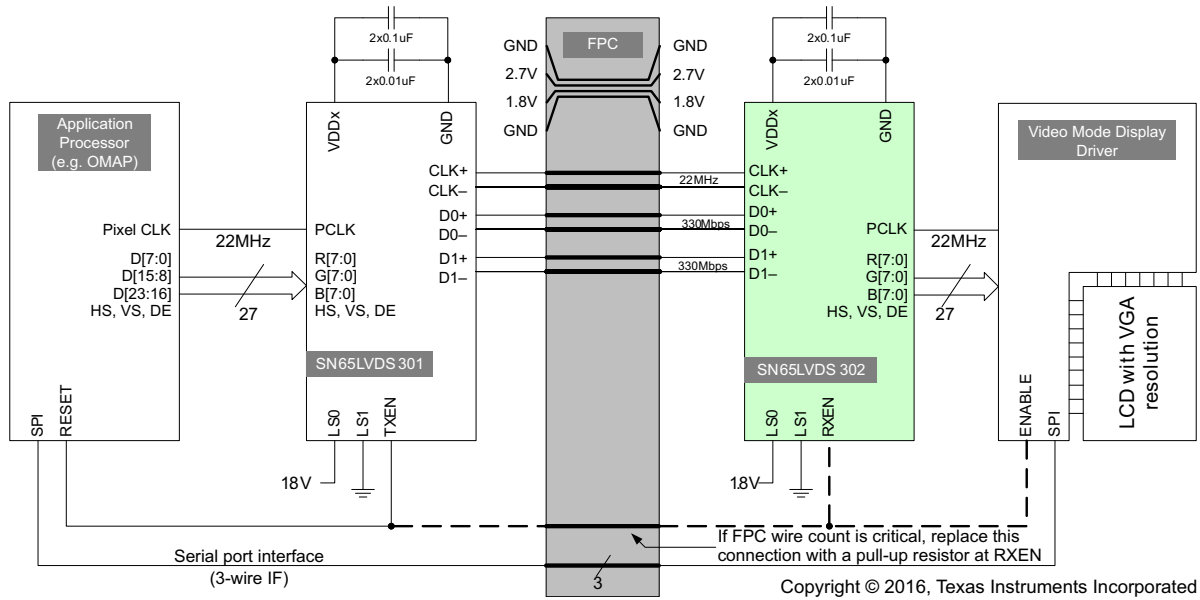 2x0.1uF
2x0.01uF
2x0.1uF
2x0.01uF
FPC
GND
2.7V
1.8V
GND
GND
2.7V
1.8V
GND
Application
Processor
(e.g. OMAP)
Pixel CLK
D[7:0]
D[15:8]
D[23:16]
HS, VS, DE
SPI
RESET
22MHz
27
VDDx
GND
CLK+
CLK–
D0+
D0–
D1+
D1–
PCLK
R[7:0]
G[7:0]
B[7:0]
HS, VS, DE
SN65LVDS 301
LS0
LS1
TXEN
18V
22MHz
330Mbps
330Mbps
VDDx
GND
CLK+
CLK–
D0+
D0–
D1+
D1–
PCLK
R[7:0]
G[7:0]
B[7:0]
HS, VS, DE
SN65LVDS 302
LS0
LS1
RXEN
1.8V
22MHz
27
Video Mode Display
Driver
ENABLE
SPI
LCD with VGA
resolution
If FPC wire count is critical, replace this
connection with a pull-up resistor at RXEN
Serial port interface
(3-wire IF)
3
Copyright © 2016, Texas Instruments Incorporated